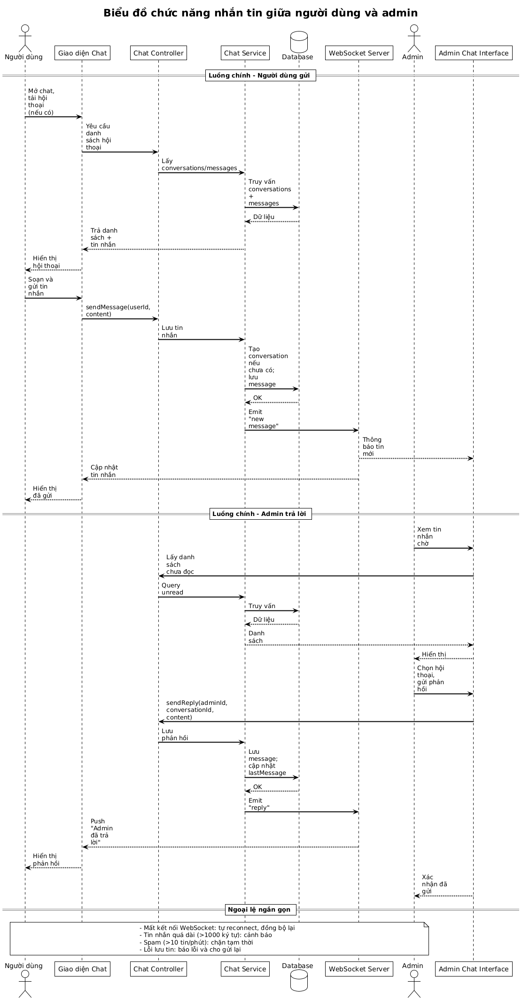 Biểu đồ chức năng nhắn tin giữa người dùng và admin
Người dùng
Giao diện Chat
Chat Controller
Chat Service
Database
WebSocket Server
Admin
Admin Chat Interface
Luồng chính - Người dùng gửi
Mở chat,
tải hội
thoại
(nếu có)
Yêu cầu
danh
sách hội
thoại
Lấy
conversations/messages
Truy vấn
conversations
+
messages
Dữ liệu
Trả danh
sách +
tin nhắn
Hiển thị
hội thoại
Soạn và
gửi tin
nhắn
sendMessage(userId,
content)
Lưu tin
nhắn
Tạo
conversation
nếu
chưa có;
lưu
message
OK
Emit
"new
message"
Thông
báo tin
mới
Cập nhật
tin nhắn
Hiển thị
đã gửi
Luồng chính - Admin trả lời
Xem tin
nhắn
chờ
Lấy danh
sách
chưa đọc
Query
unread
Truy vấn
Dữ liệu
Danh
sách
Hiển thị
Chọn hội
thoại,
gửi phản
hồi
sendReply(adminId,
conversationId,
content)
Lưu
phản hồi
Lưu
message;
cập nhật
lastMessage
OK
Emit
"reply"
Push
"Admin
đã trả
lời"
Hiển thị
phản hồi
Xác
nhận đã
gửi
Ngoại lệ ngắn gọn
- Mất kết nối WebSocket: tự reconnect, đồng bộ lại
- Tin nhắn quá dài (>1000 ký tự): cảnh báo
- Spam (>10 tin/phút): chặn tạm thời
- Lỗi lưu tin: báo lỗi và cho gửi lại
Người dùng
Giao diện Chat
Chat Controller
Chat Service
Database
WebSocket Server
Admin
Admin Chat Interface